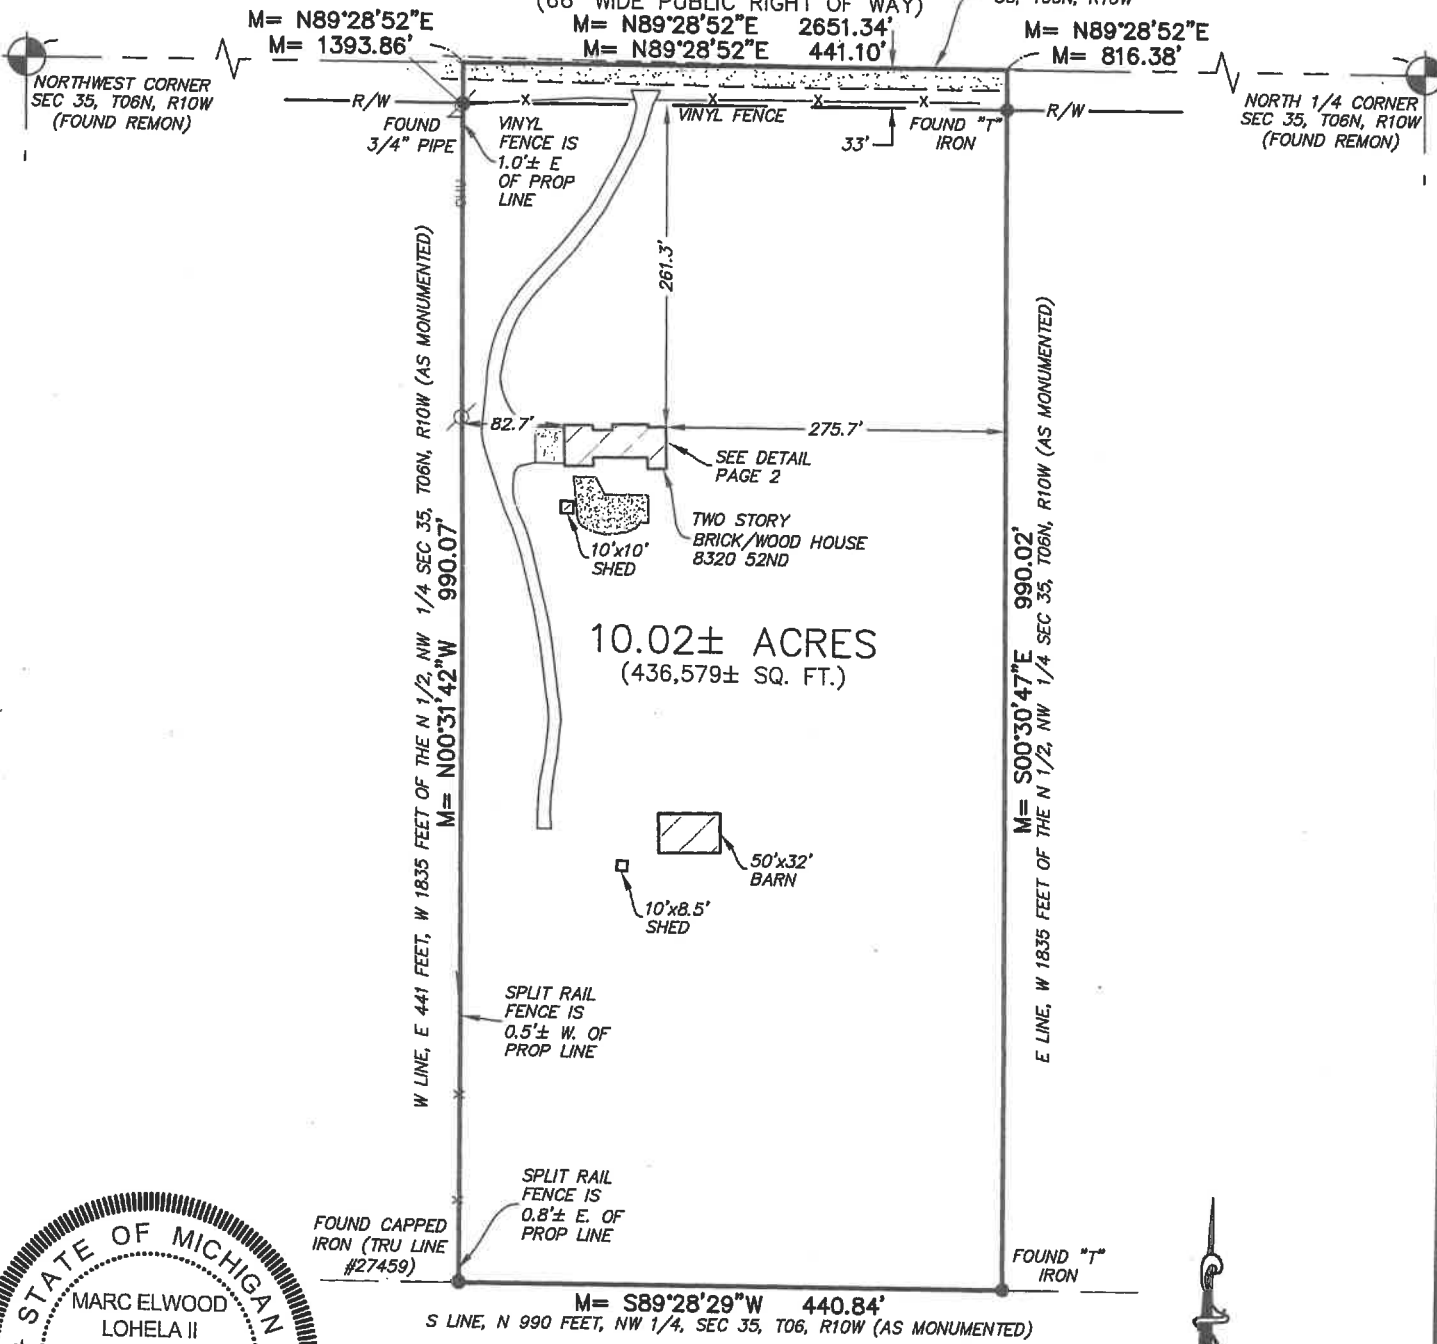 (66' WIDE PUBLIC RIGHT OF WAY)
M= N89°28'52"E
M= 1393.86'
M= N89°28'52"E 2651.34'
M= N89°28'52"E 441.10'
M= N89°28'52"E
M= 816.38'
NORTHWEST CORNER
SEC 35, T06N, R10W
(FOUND REMON)
NORTH 1/4 CORNER
SEC 35, T06N, R10W
(FOUND REMON)
R/W
FOUND
3/4" PIPE
VINYL
FENCE IS
1.0'± E
OF PROP
LINE
VINYL FENCE
33'
FOUND "T"
IRON
R/W
261.3'
82.7'
275.7'
SEE DETAIL
PAGE 2
TWO STORY
BRICK/WOOD HOUSE
8320 52ND
10'x10'
SHED
10.02± ACRES
(436,579± SQ. FT.)
W LINE, E 441 FEET, W 1835 FEET OF THE N 1/2, NW 1/4 SEC 35, T06N, R10W (AS MONUMENTED)
M= N00°31'42"W 990.07'
M= S00°30'47"E 990.02'
E LINE, W 1835 FEET OF THE N 1/2, NW 1/4 SEC 35, T06N, R10W (AS MONUMENTED)
50'x32'
BARN
10'x8.5'
SHED
SPLIT RAIL
FENCE IS
0.5'± W. OF
PROP LINE
SPLIT RAIL
FENCE IS
0.8'± E. OF
PROP LINE
FOUND CAPPED
IRON (TRU LINE
#27459)
FOUND "T"
IRON
M= S89°28'29"W 440.84'
S LINE, N 990 FEET, NW 1/4, SEC 35, T06, R10W (AS MONUMENTED)
STATE OF MICHIGAN
MARC ELWOOD
LOHELA II